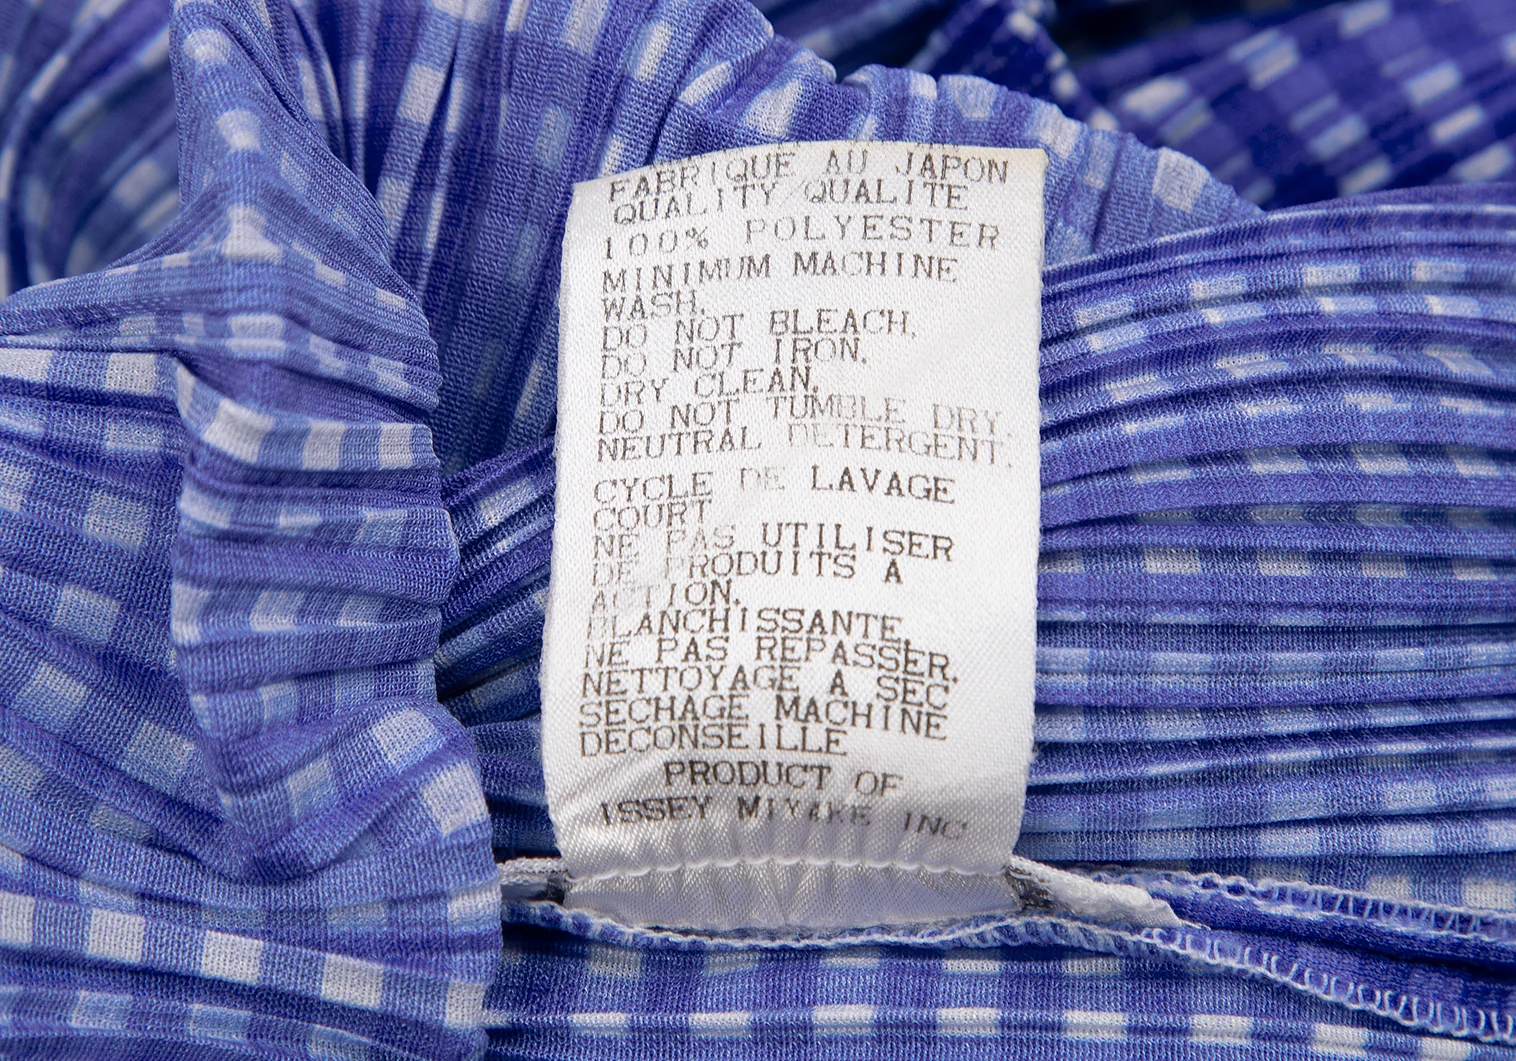 FABRIQUE AU JAPON
QUALITY/QUALITE
100% POLYESTER
MINIMUM MACHINE
WASH.
DO NOT BLEACH.
DO NOT IRON.
DRY CLEAN.
DO NOT TUMBLE DRY.
NEUTRAL DETERGENT.
CYCLE DE LAVAGE
COURT
NE PAS UTILISER
DE PRODUITS A
ACTION.
BLANCHISSANTE.
NE PAS REPASSER.
NETTOYAGE A SEC
SECHAGE MACHINE
DECONSEILLE
PRODUCT OF
ISSEY MIYAKE INC